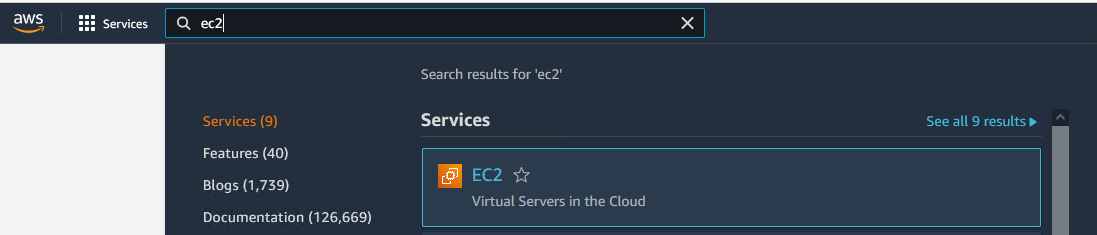 aws
Services
ec2
Search results for 'ec2'
Services (9)
Features (40)
Blogs (1,739)
Documentation (126,669)
Services
See all 9 results
EC2
Virtual Servers in the Cloud